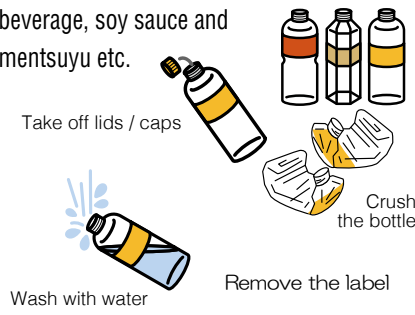 beverage, soy sauce and
mentsuyu etc.
Take off lids / caps
Crush
the bottle
Remove the label
Wash with water